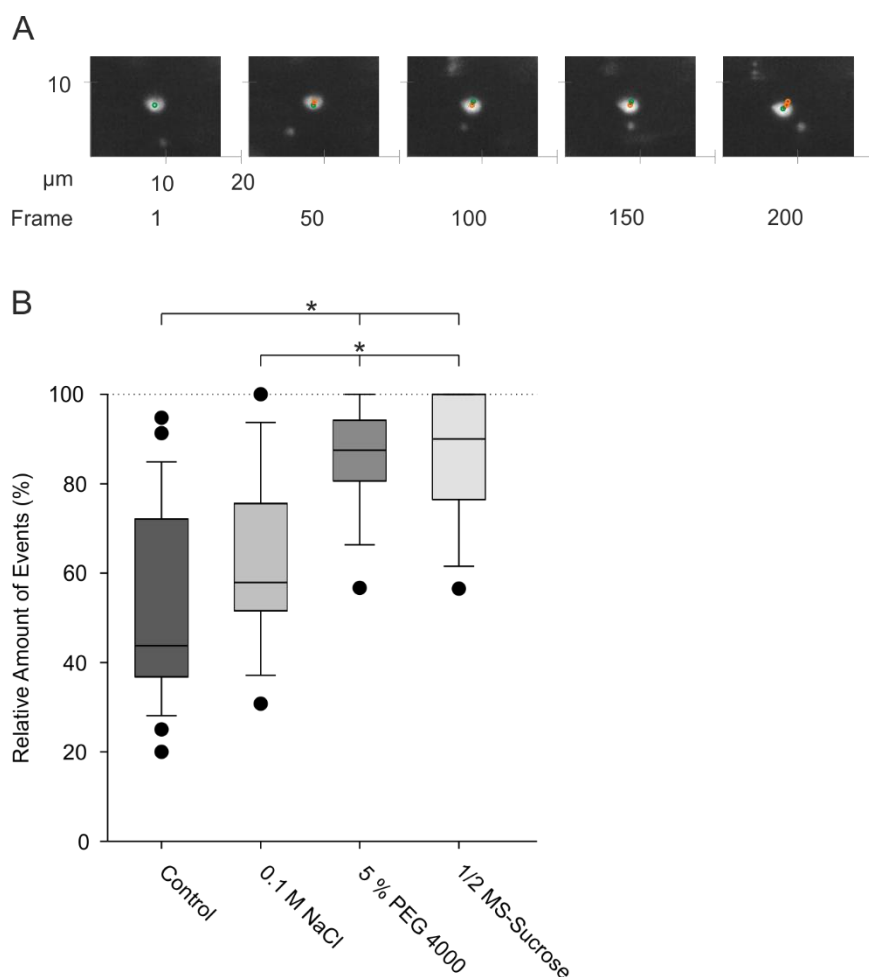 A
10
µm
10
20
Frame
1
50
100
150
200
B
*
*
100
80
60
40
20
0
Relative Amount of Events (%)
Control
0.1 M NaCl
5 % PEG 4000
1/2 MS-Sucrose